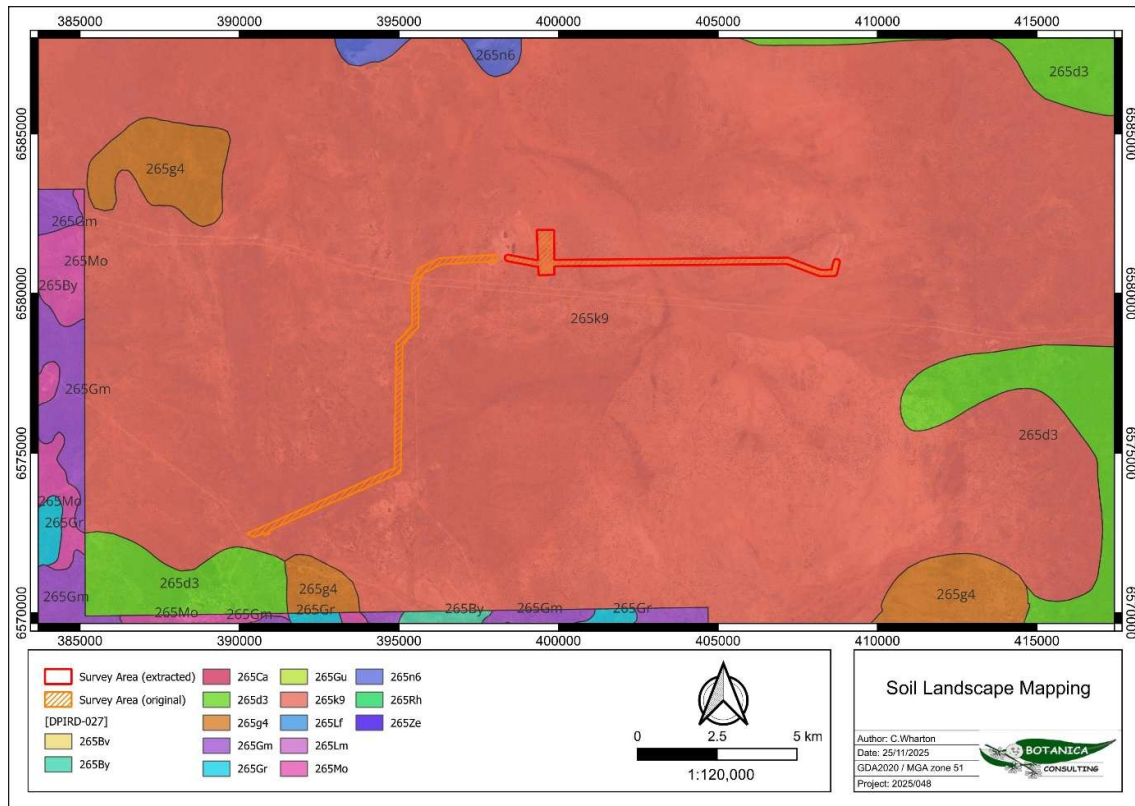 385000 390000 395000 400000 405000 410000 415000
265n6
265d3
6585000 6585000
265g4
265Gm
265Mo
265By
6580000 6580000
265k9
265Gm
265d3
6575000 6575000
265Mo
265Gr
265d3
265g4
265g4
265Gm
265Mo 265Gm 265Gr 265By 265Gm 265Gr
6570000 6570000
385000 390000 395000 400000 405000 410000 415000
Survey Area (extracted)
Survey Area (original)
[DPIRD-027]
265Bv
265By
265Ca
265d3
265g4
265Gm
265Gr
265Gu
265k9
265Lf
265Lm
265Mo
265n6
265Rh
265Ze
0 2.5 5 km
1:120,000
Soil Landscape Mapping
Author: C.Wharton
Date: 25/11/2025
GDA2020 / MGA zone 51
Project: 2025/048
BOTANICA
CONSULTING